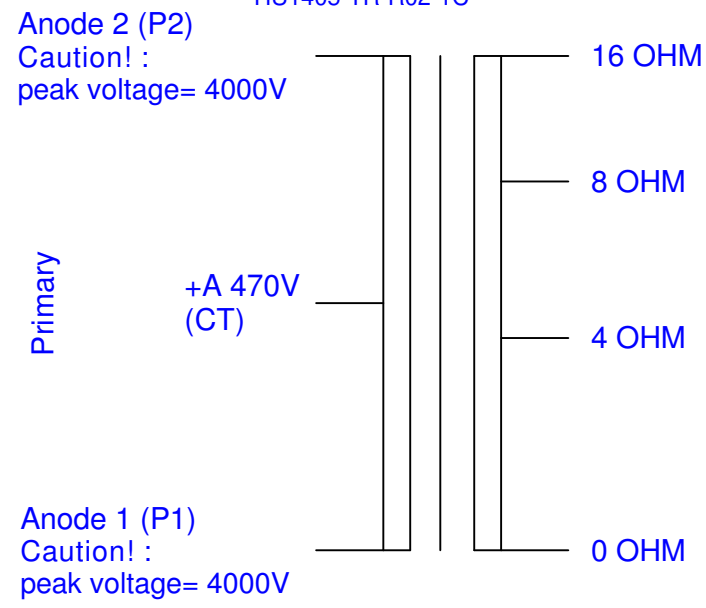 Anode 2 (P2)
Caution! :
peak voltage= 4000V
16 OHM
8 OHM
Primary
+A 470V
(CT)
4 OHM
Anode 1 (P1)
Caution! :
peak voltage= 4000V
0 OHM